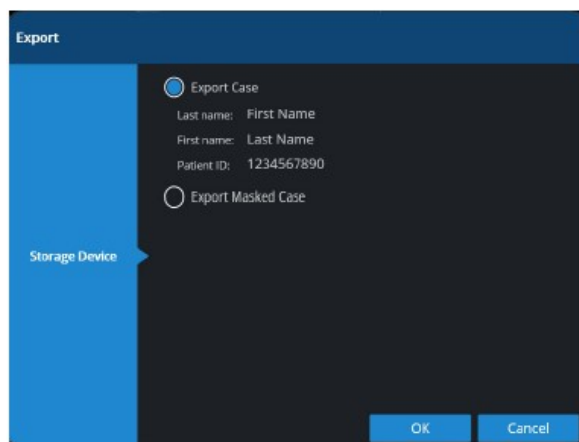 Export
Export Case
Last name: First Name
First name: Last Name
Patient ID: 1234567890
Export Masked Case
Storage Device
OK Cancel